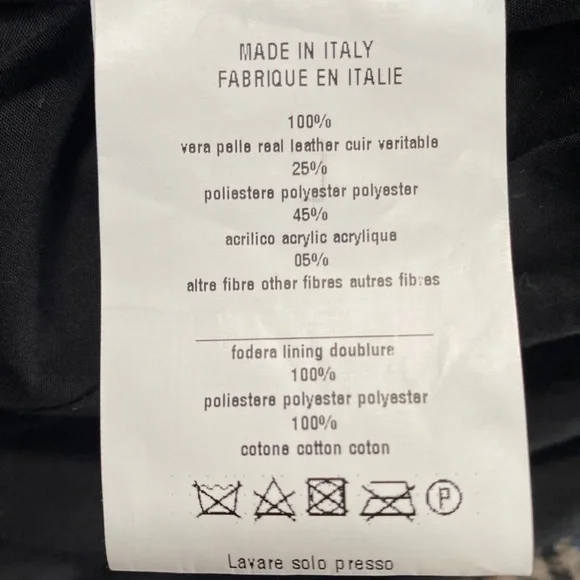 MADE IN ITALY
FABRIQUE EN ITALIE
100%
vera pelle real leather cuir veritable
25%
poliestere polyester polyester
45%
acrilico acrylic acrylique
05%
altre fibre other fibres autres fibres
fodera lining doublure
100%
poliestere polyester polyester
100%
cotone cotton coton
P
Lavare solo presso